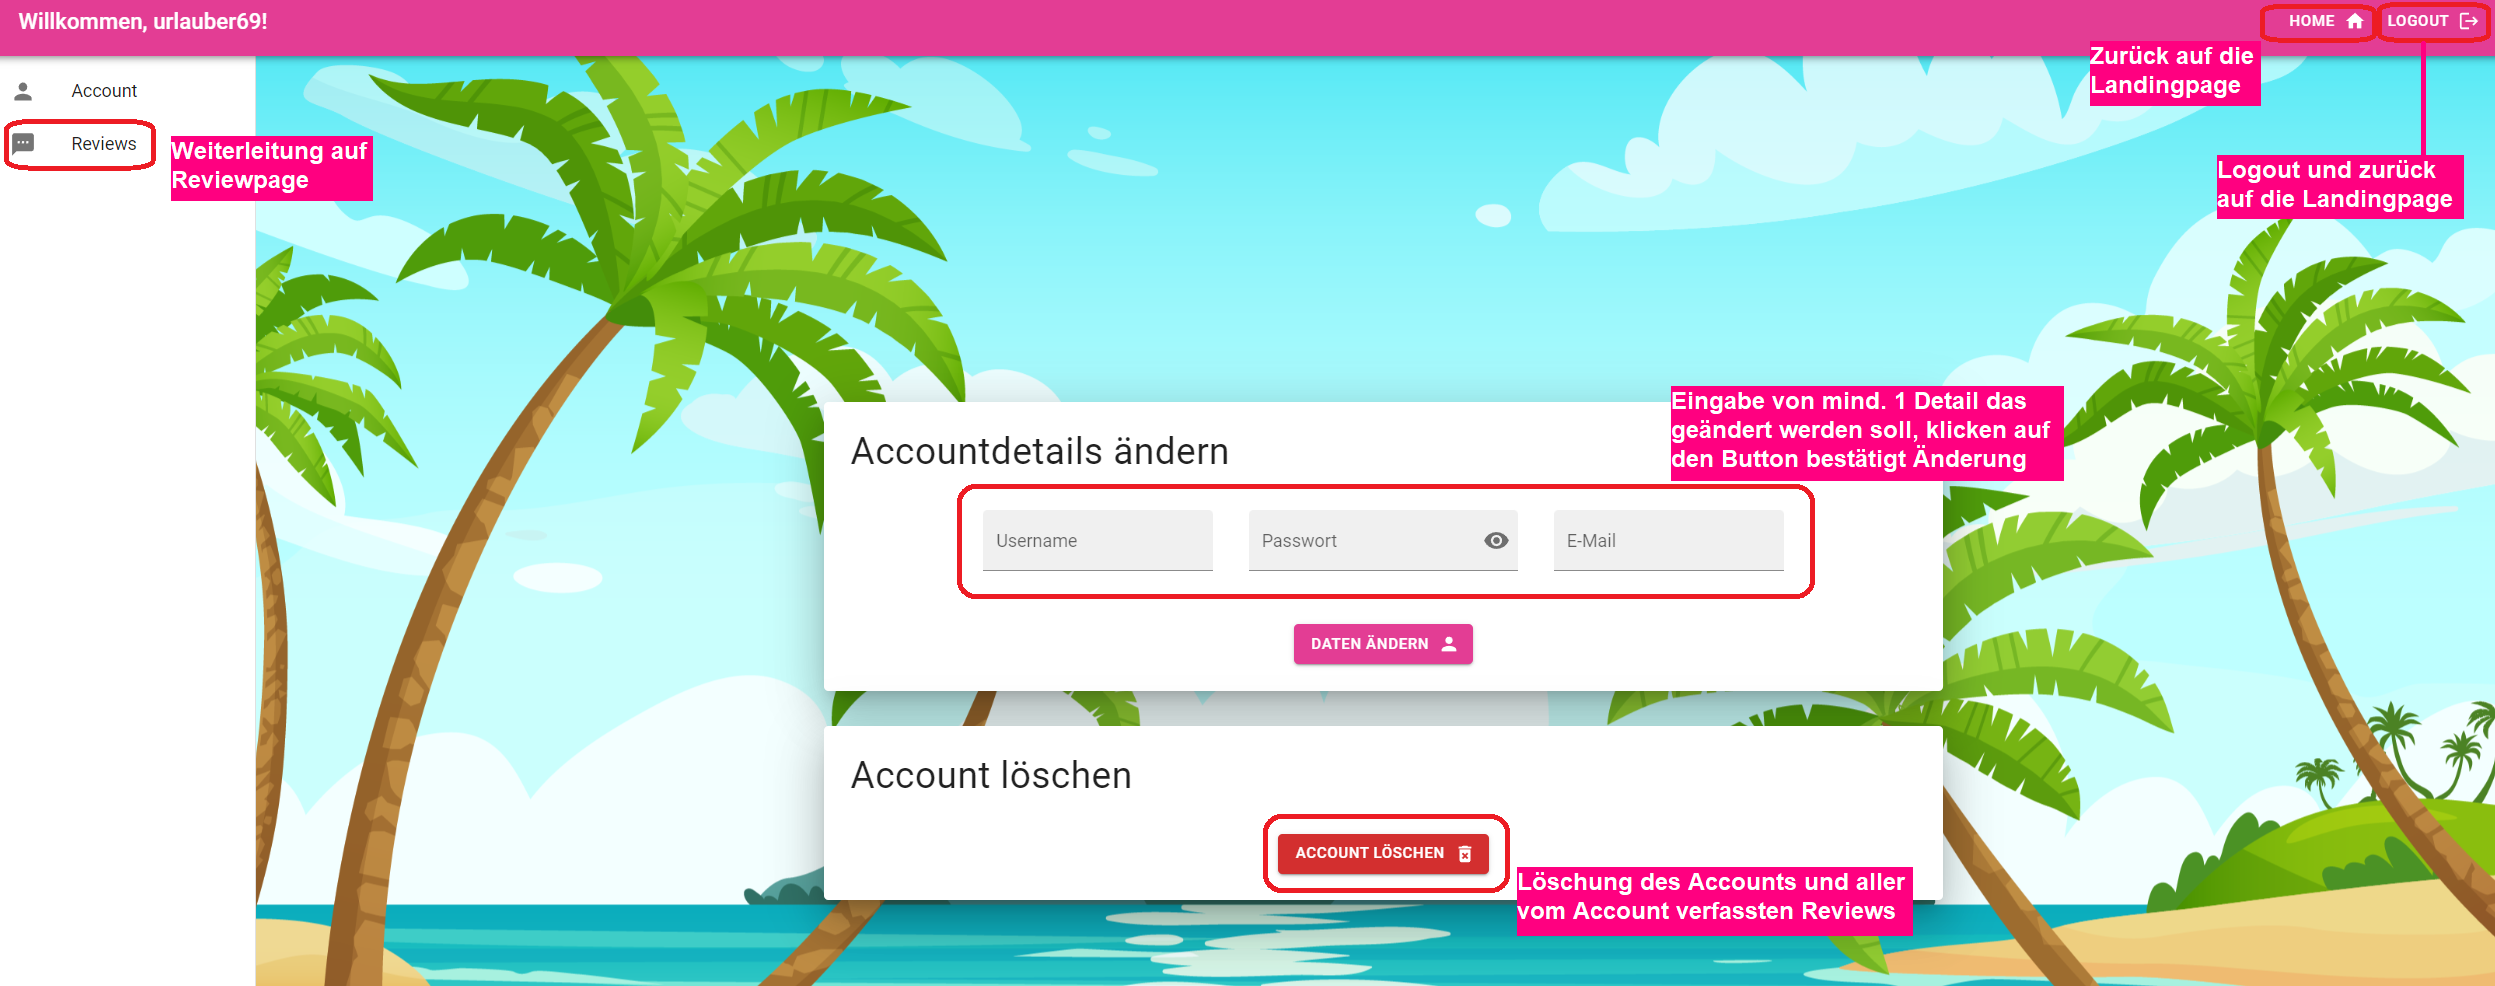 Willkommen, urlauber69!
HOME
LOGOUT
Zurück auf die
Landingpage
Account
Reviews
Weiterleitung auf
Reviewpage
Logout und zurück
auf die Landingpage
Eingabe von mind. 1 Detail das
geändert werden soll, klicken auf
den Button bestätigt Änderung
Accountdetails ändern
Username
Passwort
E-Mail
DATEN ÄNDERN
Account löschen
ACCOUNT LÖSCHEN
Löschung des Accounts und aller
vom Account verfassten Reviews